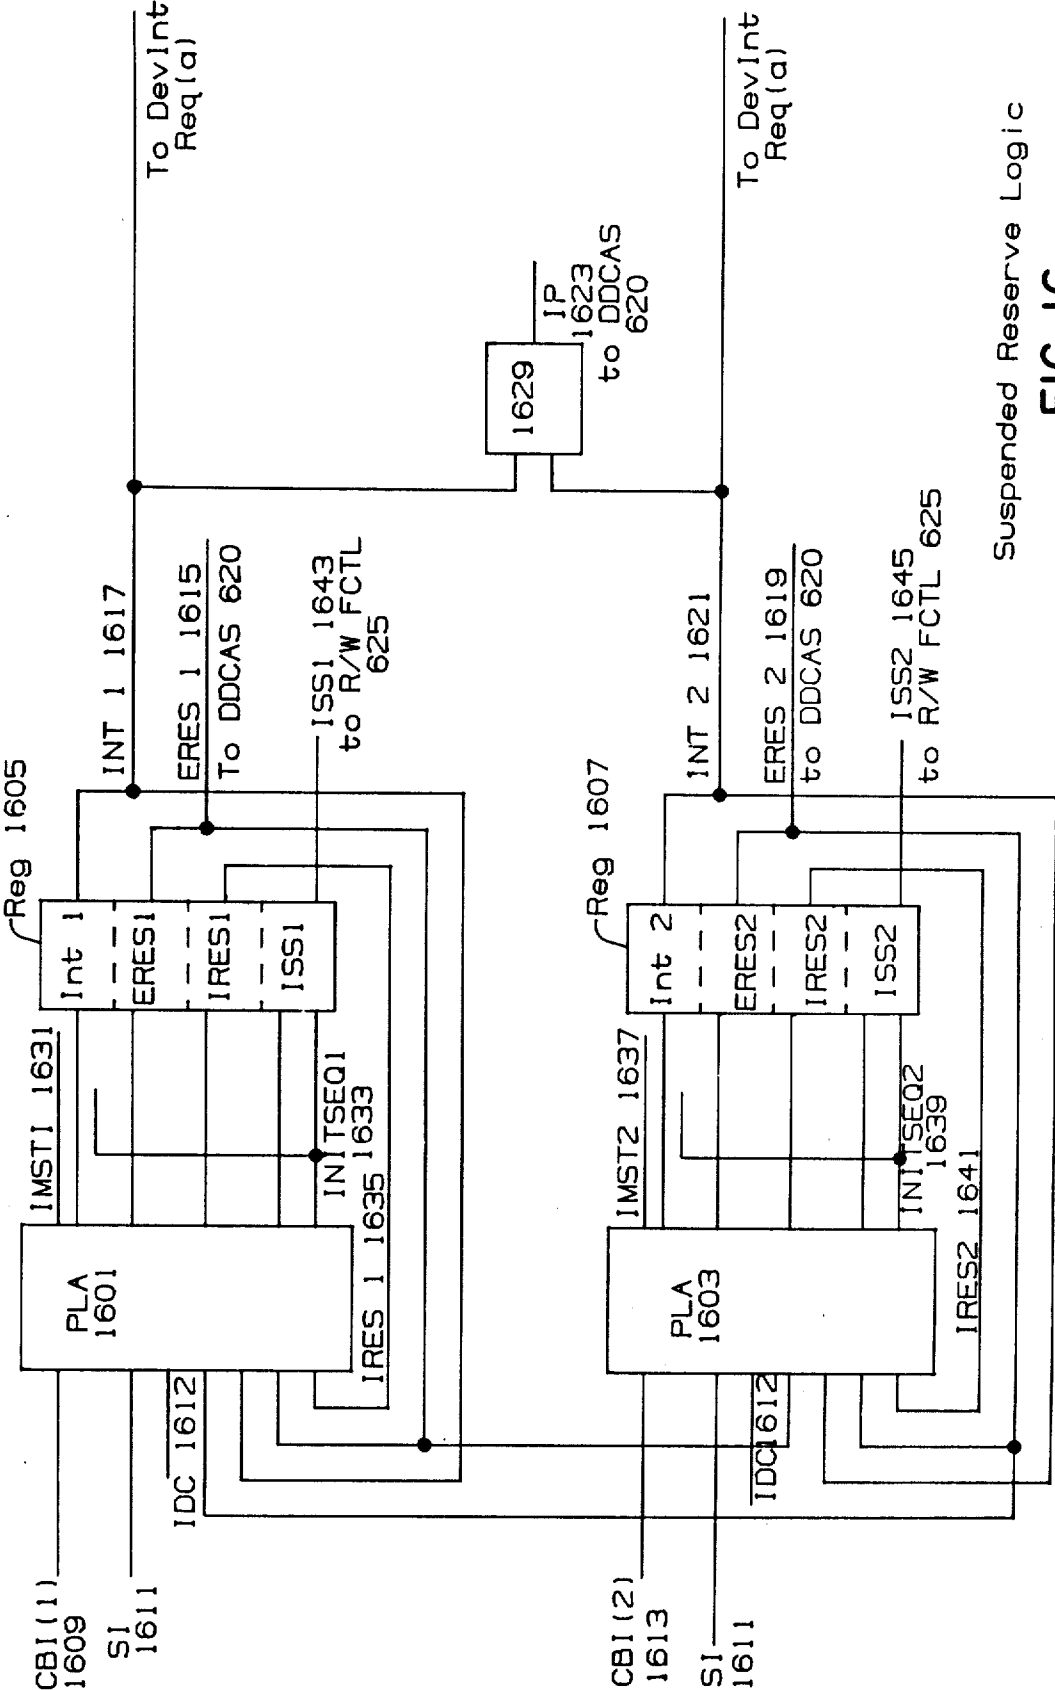 CBI(1)
1609
SI
1611
IDC 1612
PLA
1601
IMST1 1631
INITSEQ1
1633
IRES 1 1635
Reg 1605
Int 1
ERES1
IRES1
ISS1
INT 1 1617
ERES 1 1615
To DDCAS 620
ISS1 1643
to R/W FCTL
625
To DevInt
Req(a)
1629
IP
1623
to DDCAS
620
CBI(2)
1613
SI
1611
IDC1612
PLA
1603
IMST2 1637
INITSEQ2
1639
IRES2 1641
Reg 1607
Int 2
ERES2
IRES2
ISS2
INT 2 1621
ERES 2 1619
to DDCAS 620
ISS2 1645
to R/W FCTL 625
To DevInt
Req(a)
Suspended Reserve Logic